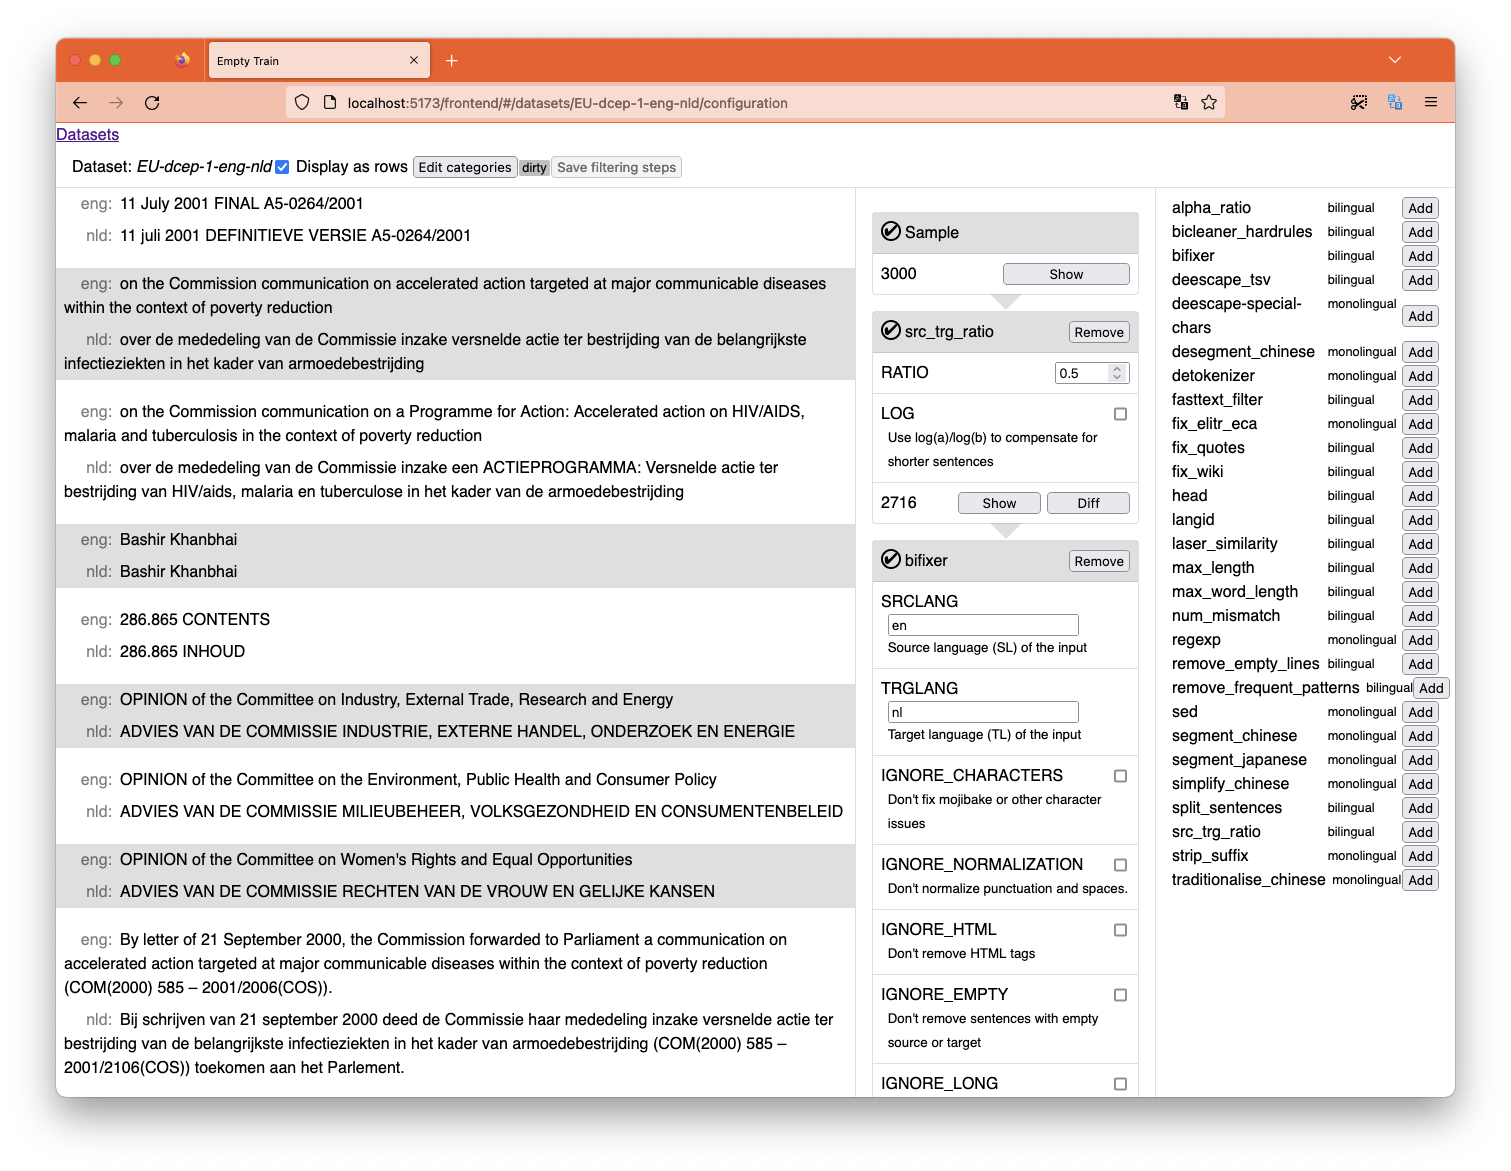 Empty Train
localhost:5173/frontend/#/datasets/EU-dcep-1-eng-nld/configuration
Datasets
Dataset: EU-dcep-1-eng-nld Display as rows Edit categories dirty Save filtering steps
eng: 11 July 2001 FINAL A5-0264/2001
nld: 11 juli 2001 DEFINITIEVE VERSIE A5-0264/2001
eng: on the Commission communication on accelerated action targeted at major communicable diseases
within the context of poverty reduction
nld: over de mededeling van de Commissie inzake versnelde actie ter bestrijding van de belangrijkste
infectieziekten in het kader van armoedebestrijding
eng: on the Commission communication on a Programme for Action: Accelerated action on HIV/AIDS,
malaria and tuberculosis in the context of poverty reduction
nld: over de mededeling van de Commissie inzake een ACTIEPROGRAMMA: Versnelde actie ter
bestrijding van HIV/aids, malaria en tuberculose in het kader van de armoedebestrijding
eng: Bashir Khanbhai
nld: Bashir Khanbhai
eng: 286.865 CONTENTS
nld: 286.865 INHOUD
eng: OPINION of the Committee on Industry, External Trade, Research and Energy
nld: ADVIES VAN DE COMMISSIE INDUSTRIE, EXTERNE HANDEL, ONDERZOEK EN ENERGIE
eng: OPINION of the Committee on the Environment, Public Health and Consumer Policy
nld: ADVIES VAN DE COMMISSIE MILIEUBEHEER, VOLKSGEZONDHEID EN CONSUMENTENBELEID
eng: OPINION of the Committee on Women's Rights and Equal Opportunities
nld: ADVIES VAN DE COMMISSIE RECHTEN VAN DE VROUW EN GELIJKE KANSEN
eng: By letter of 21 September 2000, the Commission forwarded to Parliament a communication on
accelerated action targeted at major communicable diseases within the context of poverty reduction
(COM(2000) 585 – 2001/2006(COS)).
nld: Bij schrijven van 21 september 2000 deed de Commissie haar mededeling inzake versnelde actie ter
bestrijding van de belangrijkste infectieziekten in het kader van armoedebestrijding (COM(2000) 585 –
2001/2106(COS)) toekomen aan het Parlement.
Sample
3000 Show
src_trg_ratio Remove
RATIO 0.5
LOG
Use log(a)/log(b) to compensate for
shorter sentences
2716 Show Diff
bifixer Remove
SRCLANG
en
Source language (SL) of the input
TRGLANG
nl
Target language (TL) of the input
IGNORE_CHARACTERS
Don't fix mojibake or other character
issues
IGNORE_NORMALIZATION
Don't normalize punctuation and spaces.
IGNORE_HTML
Don't remove HTML tags
IGNORE_EMPTY
Don't remove sentences with empty
source or target
IGNORE_LONG
alpha_ratio bilingual Add
bicleaner_hardrules bilingual Add
bifixer bilingual Add
deescape_tsv bilingual Add
deescape-special-
chars monolingual Add
desegment_chinese monolingual Add
detokenizer monolingual Add
fasttext_filter bilingual Add
fix_elitr_eca monolingual Add
fix_quotes bilingual Add
fix_wiki bilingual Add
head bilingual Add
langid bilingual Add
laser_similarity bilingual Add
max_length bilingual Add
max_word_length bilingual Add
num_mismatch bilingual Add
regexp monolingual Add
remove_empty_lines bilingual Add
remove_frequent_patterns bilingual Add
sed monolingual Add
segment_chinese monolingual Add
segment_japanese monolingual Add
simplify_chinese monolingual Add
split_sentences bilingual Add
src_trg_ratio bilingual Add
strip_suffix monolingual Add
traditionalise_chinese monolingual Add